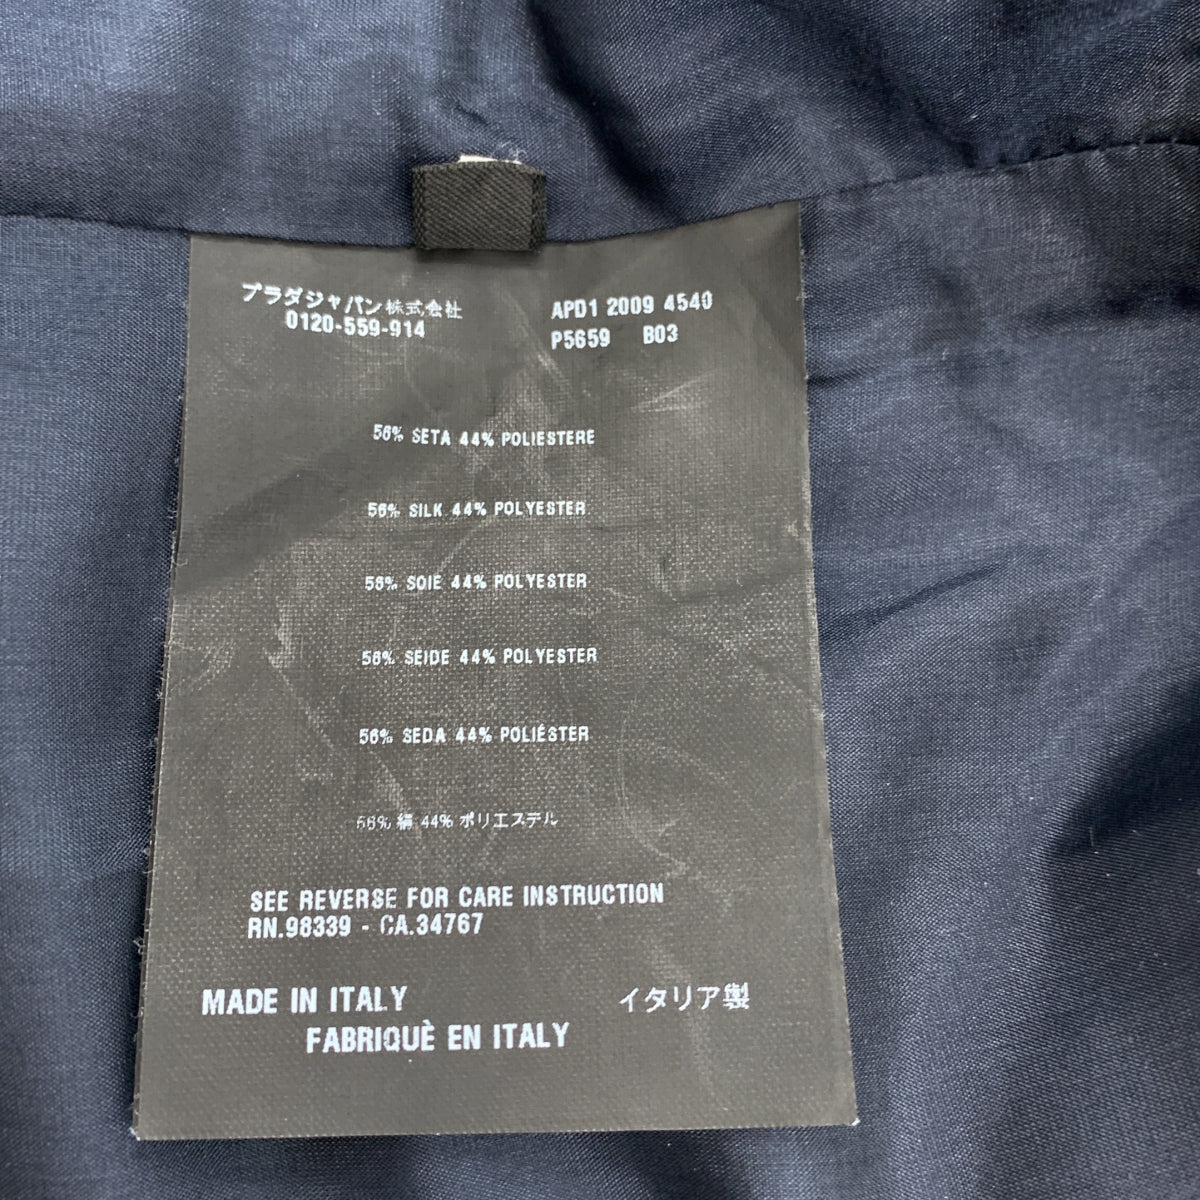 プラダジャパン株式会社
0120-559-914
APD1 2009 4540
P5659 B03
56% SETA 44% POLIESTERE
56% SILK 44% POLYESTER
56% SOIE 44% POLYESTER
56% SEIDE 44% POLYESTER
56% SEDA 44% POLIÉSTER
56% 絹 44% ポリエステル
SEE REVERSE FOR CARE INSTRUCTION
RN.98339 - CA.34767
MADE IN ITALY
イタリア製
FABRIQUÈ EN ITALY